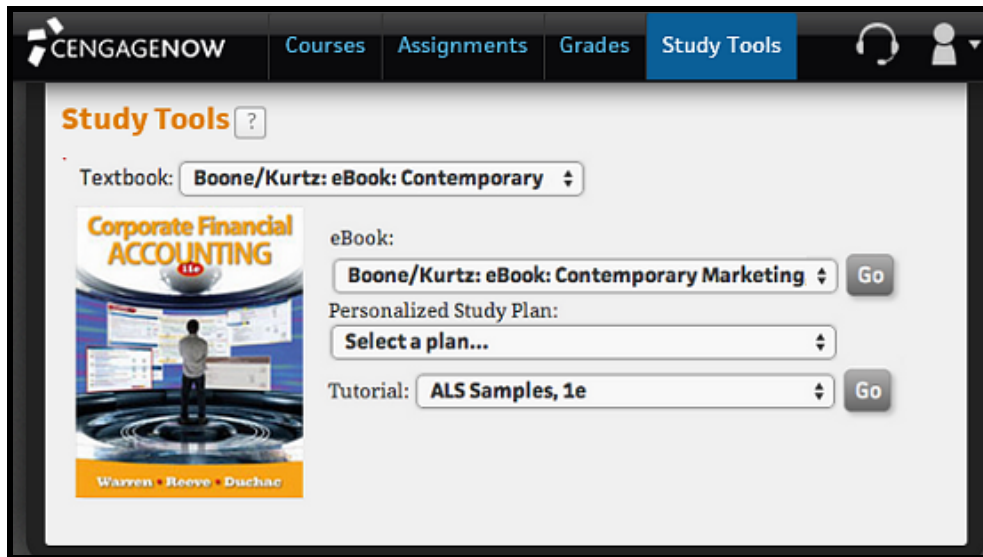 CENGAGENOW Courses Assignments Grades Study Tools
Study Tools ?
Textbook: Boone/Kurtz: eBook: Contemporary
Corporate Financial
ACCOUNTING
11e
Warren • Reeve • Duchac
eBook:
Boone/Kurtz: eBook: Contemporary Marketing Go
Personalized Study Plan:
Select a plan...
Tutorial: ALS Samples, 1e Go